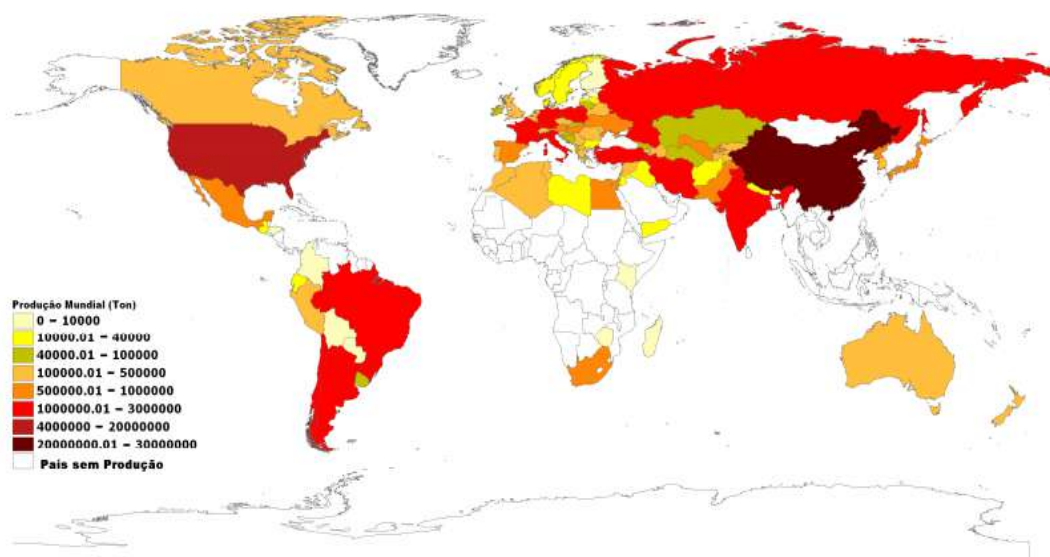 Produção Mundial (Ton)
0 – 10000
10000.01 – 40000
40000.01 – 100000
100000.01 – 500000
500000.01 – 1000000
1000000.01 – 3000000
4000000 – 20000000
20000000.01 – 30000000
País sem Produção